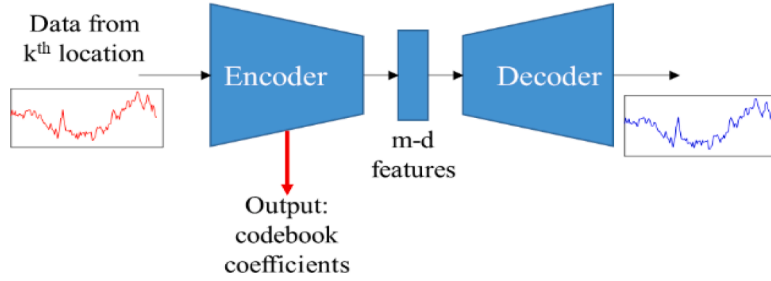 Data from
kth location
Encoder
Decoder
m-d
features
Output:
codebook
coefficients